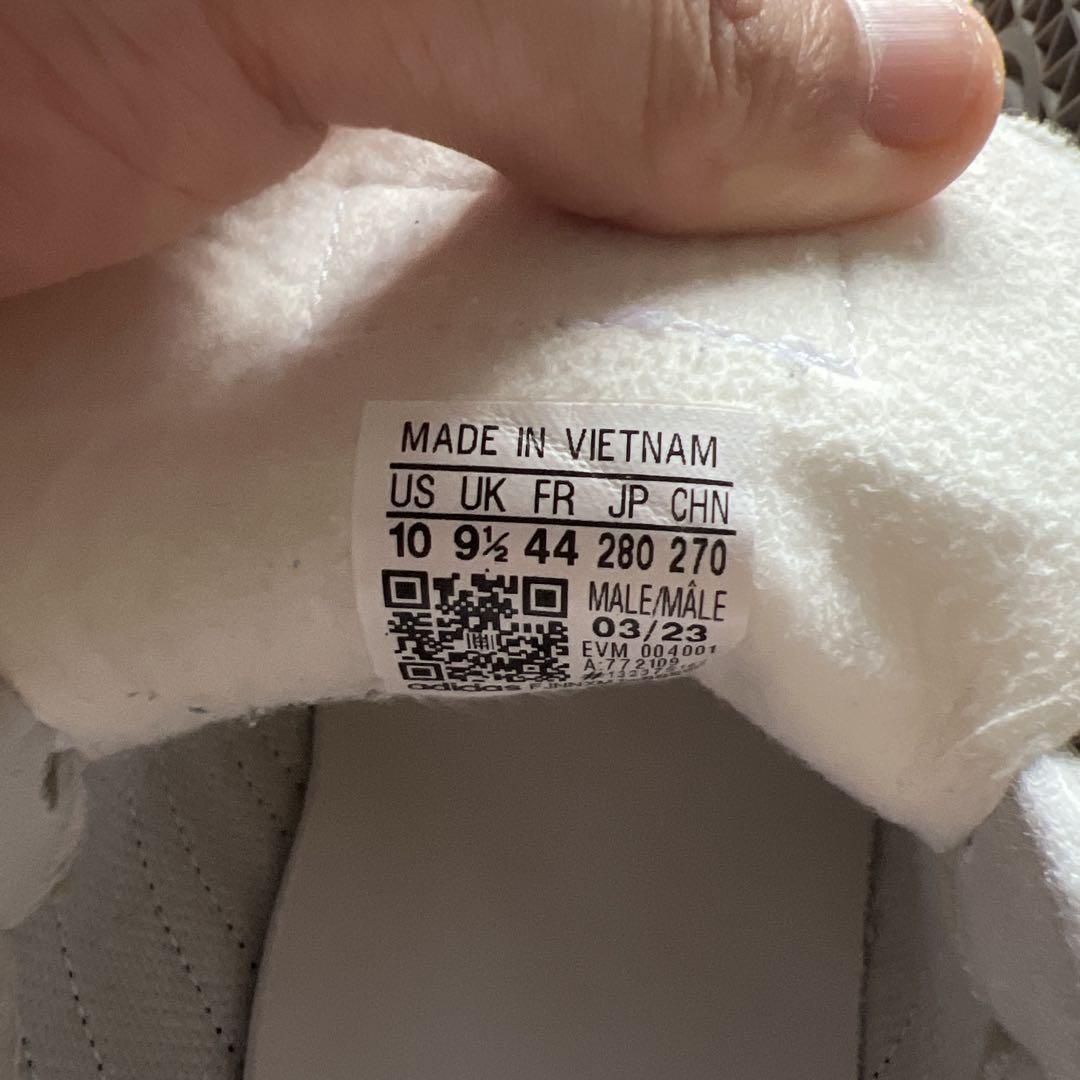 MADE IN VIETNAM
US UK FR JP CHN
10 9½ 44 280 270
MALE/MÂLE
03/23
EVM 004001
A:772109
adidas